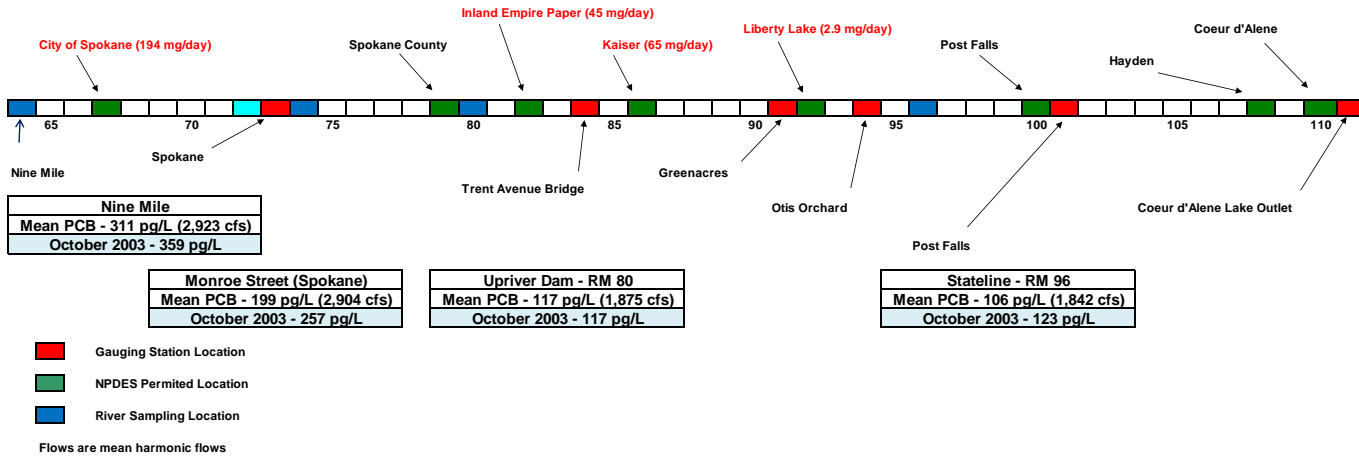 Inland Empire Paper (45 mg/day)
City of Spokane (194 mg/day)
Spokane County
Kaiser (65 mg/day)
Liberty Lake (2.9 mg/day)
Post Falls
Coeur d'Alene
Hayden
65
70
75
80
85
90
95
100
105
110
Nine Mile
Spokane
Trent Avenue Bridge
Greenacres
Otis Orchard
Post Falls
Coeur d'Alene Lake Outlet
Nine Mile
Mean PCB - 311 pg/L (2,923 cfs)
October 2003 - 359 pg/L
Monroe Street (Spokane)
Mean PCB - 199 pg/L (2,904 cfs)
October 2003 - 257 pg/L
Upriver Dam - RM 80
Mean PCB - 117 pg/L (1,875 cfs)
October 2003 - 117 pg/L
Stateline - RM 96
Mean PCB - 106 pg/L (1,842 cfs)
October 2003 - 123 pg/L
Gauging Station Location
NPDES Permited Location
River Sampling Location
Flows are mean harmonic flows